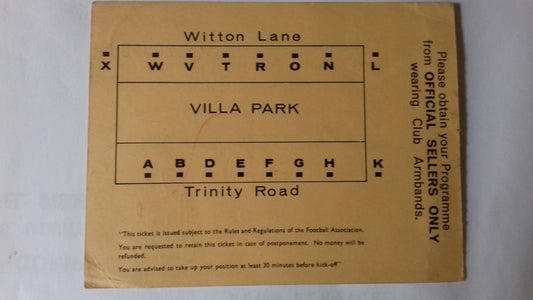 Witton Lane
X W V T R O N L
VILLA PARK
A B D E F G H K
Trinity Road
"This ticket is issued subject to the Rules and Regulations of the Football Association.
You are requested to retain this ticket in case of postponement. No money will be
refunded.
You are advised to take up your position at least 30 minutes before kick-off"
Please obtain your Programme
from OFFICIAL SELLERS ONLY
wearing Club Armbands.